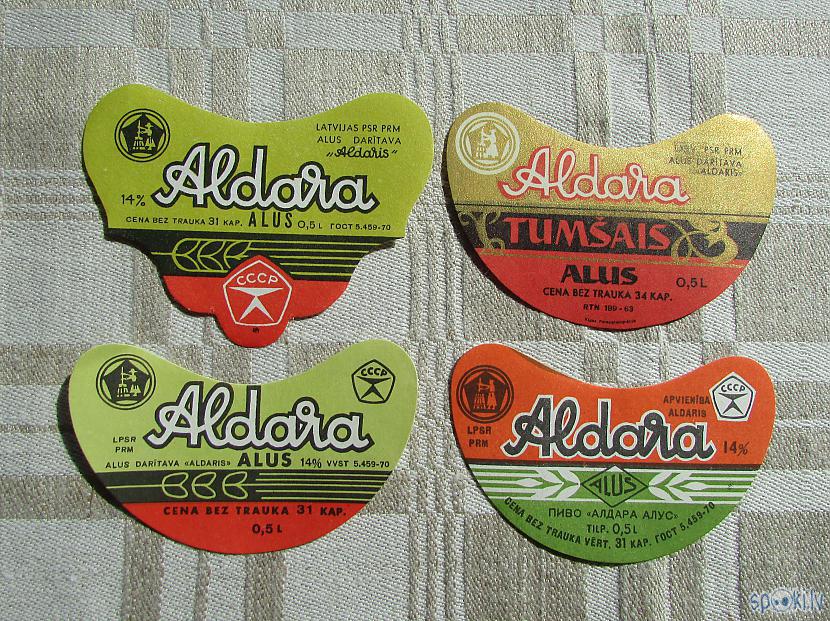 LATVIJAS PSR PRM
ALUS DARĪTAVA
„Aldaris"
Aldara
14%
CENA BEZ TRAUKA 31 KAP. ALUS 0,5 L ГОСТ 5.459-70
СССР
PSR PRM
ALUS DARĪTAVA
"ALDARIS"
Aldara
TUMŠAIS
ALUS
0,5 L
CENA BEZ TRAUKA 34 KAP.
RTN 199-63
СССР
Aldara
LPSR
PRM
ALUS DARĪTAVA «ALDARIS» ALUS 14% VVST 5.459-70
CENA BEZ TRAUKA 31 KAP.
0,5 L
СССР
APVIENĪBA
ALDARIS
Aldara
LPSR
PRM
14%
ALUS
ПИВО «АЛДАРА АЛУС»
TILP. 0,5 L
CENA BEZ TRAUKA VĒRT. 31 KAP. ГОСТ 5.459-70
spoki.lv